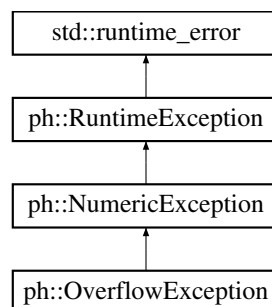 std::runtime_error
ph::RuntimeException
ph::NumericException
ph::OverflowException